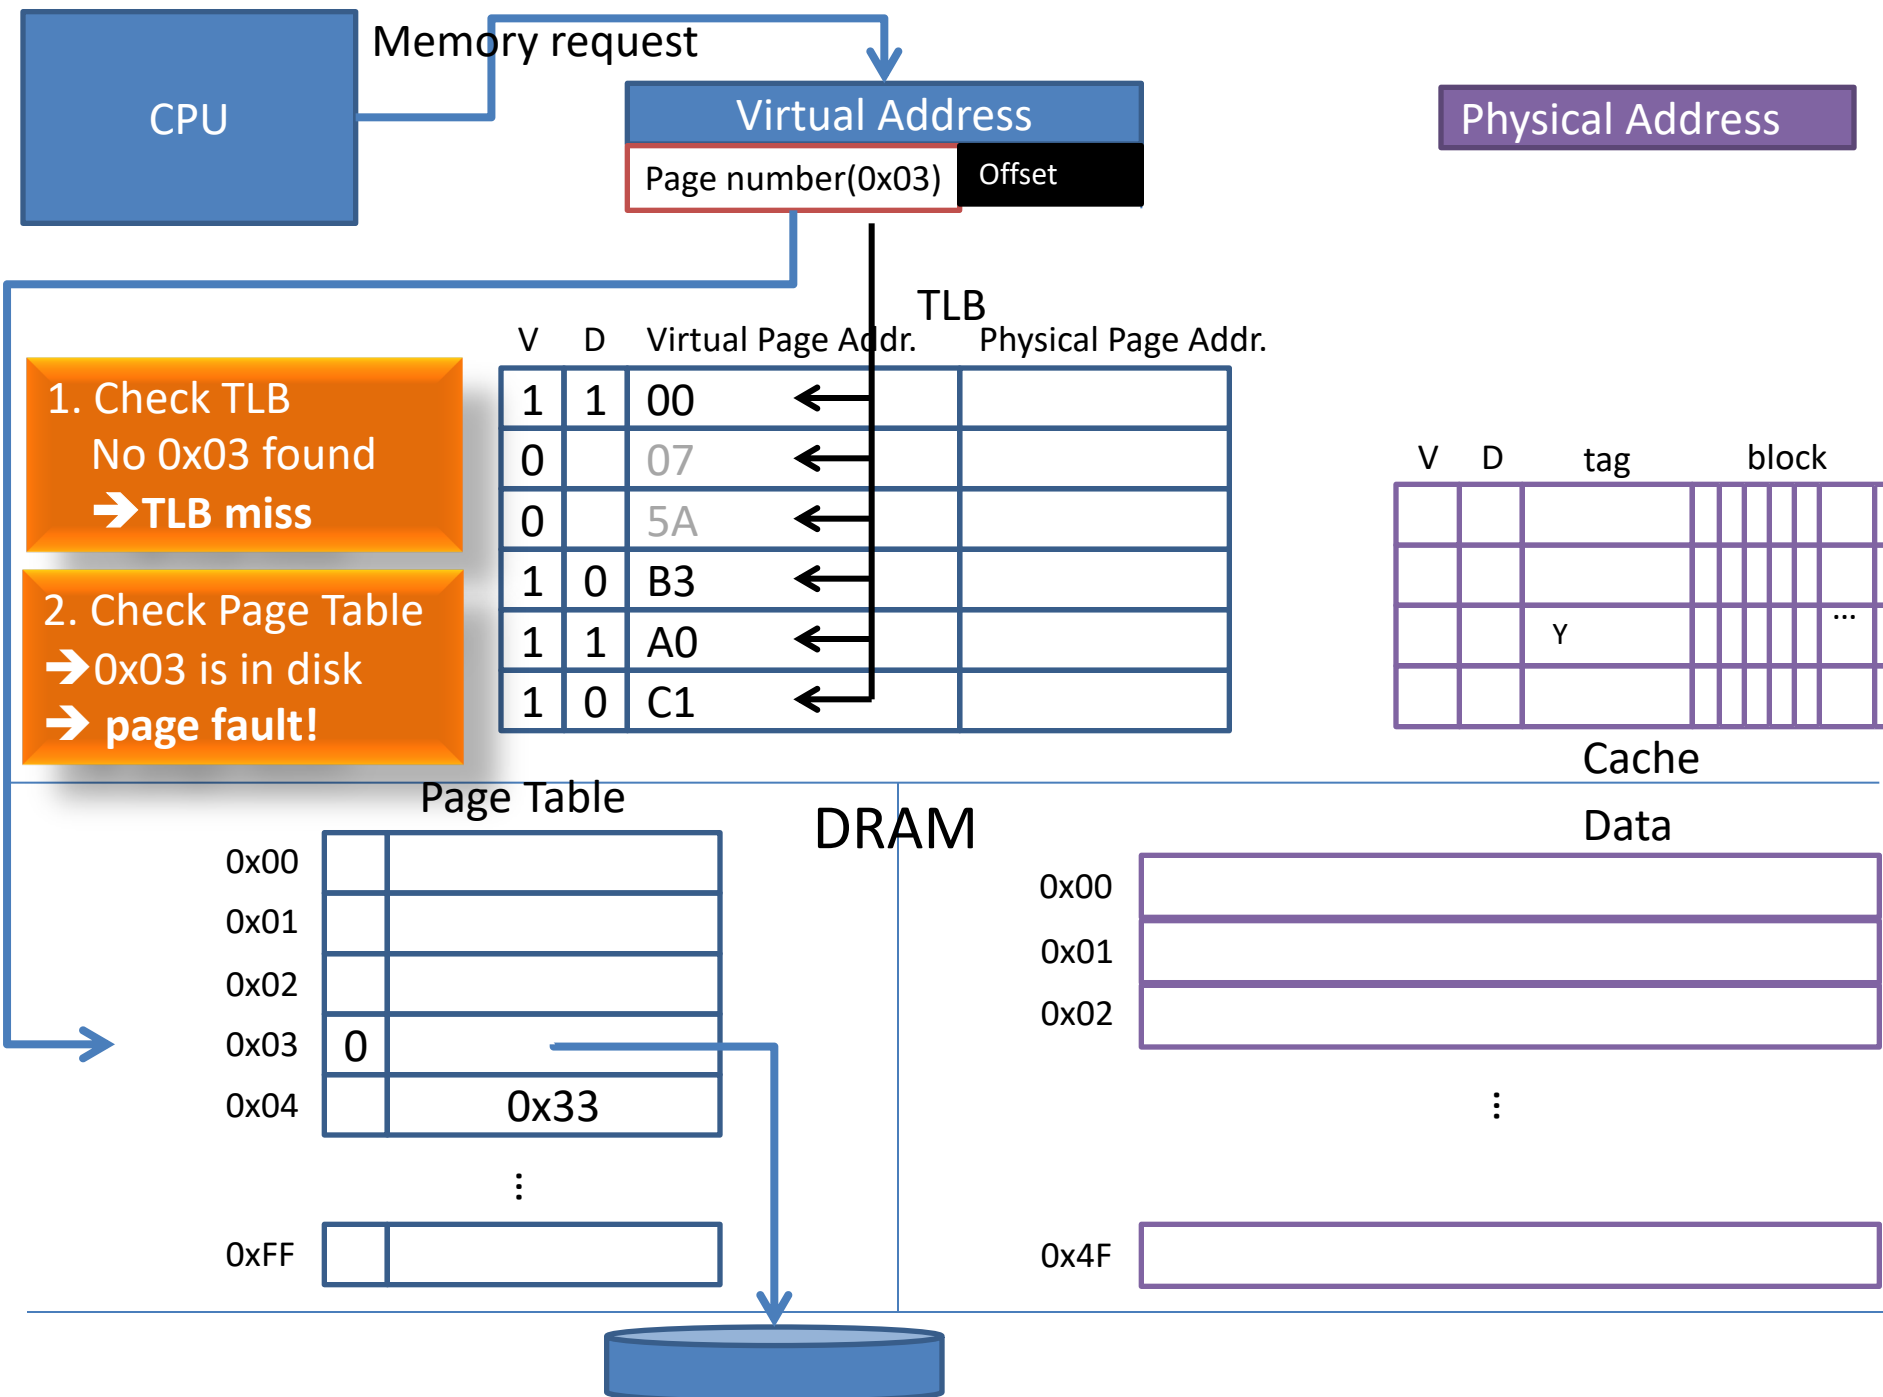 Memory request
CPU
Virtual Address
Physical Address
Page number(0x03) Offset
TLB
V D Virtual Page Addr. Physical Page Addr.
1. Check TLB
No 0x03 found
➔TLB miss
2. Check Page Table
➔0x03 is in disk
➔ page fault!
1 1 00
0 07
0 5A
1 0 B3
1 1 A0
1 0 C1
V D tag block
Y ...
Cache
Page Table
DRAM
Data
0x00
0x01
0x02
0x03 0
0x04 0x33
⋮
0xFF
0x00
0x01
0x02
⋮
0x4F